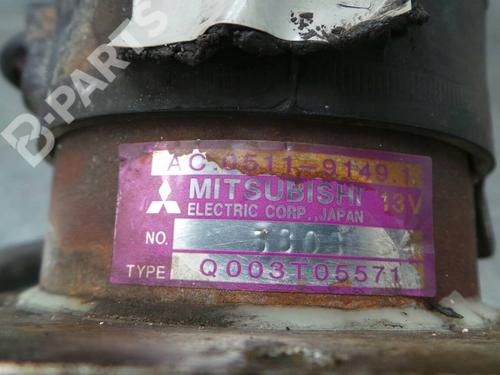 B-PARTS
AC.0511-9149.1.
MITSUBISHI 13V
ELECTRIC CORP., JAPAN
NO.
TYPE Q003T05571